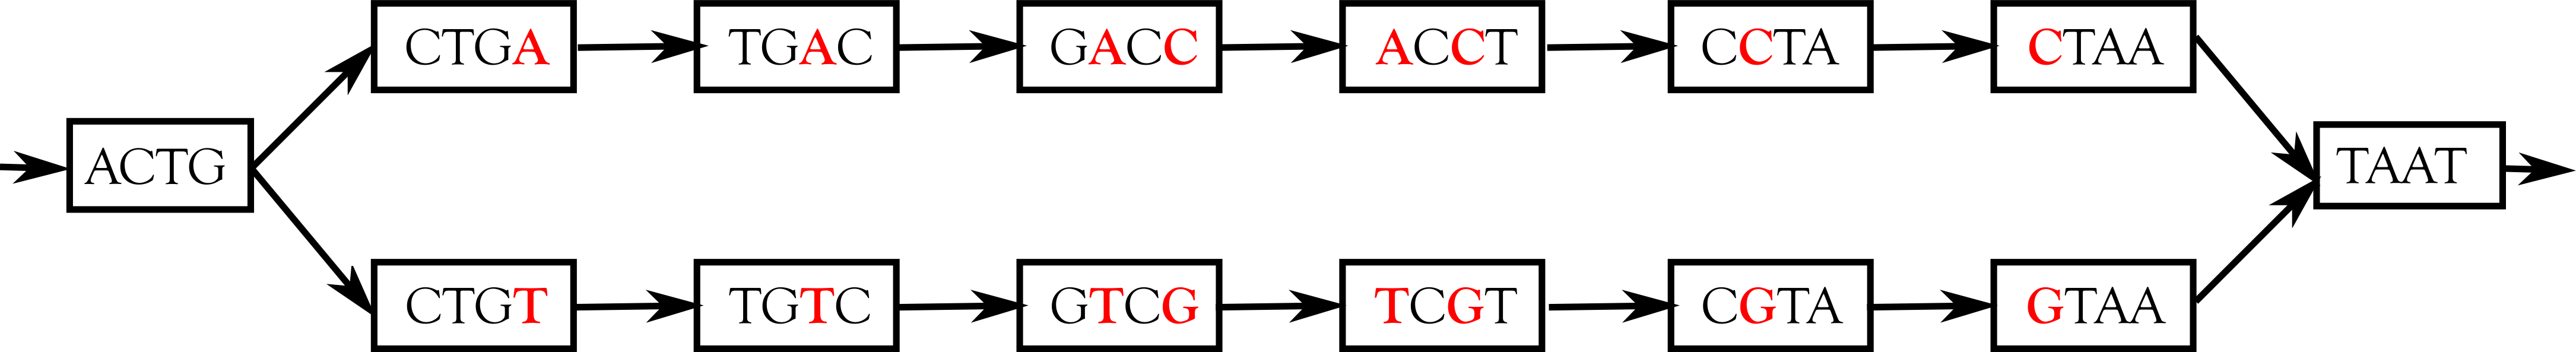 CTGA TGAC GACC ACCT CCTA CTAA
ACTG TAAT
CTGT TGTC GTCG TCGT CGTA GTAA